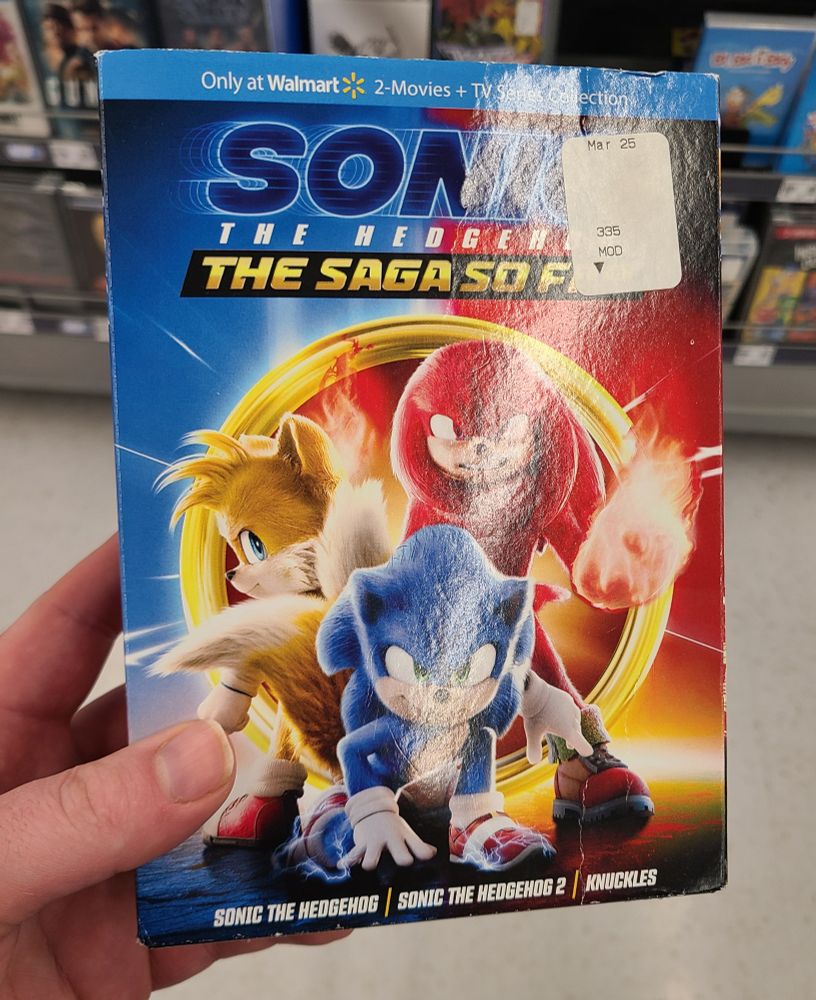 Only at Walmart 2-Movies + TV Series Collection
SON
Mar 25
THE HEDGEH
335
MOD
THE SAGA SO F
SONIC THE HEDGEHOG | SONIC THE HEDGEHOG 2 | KNUCKLES